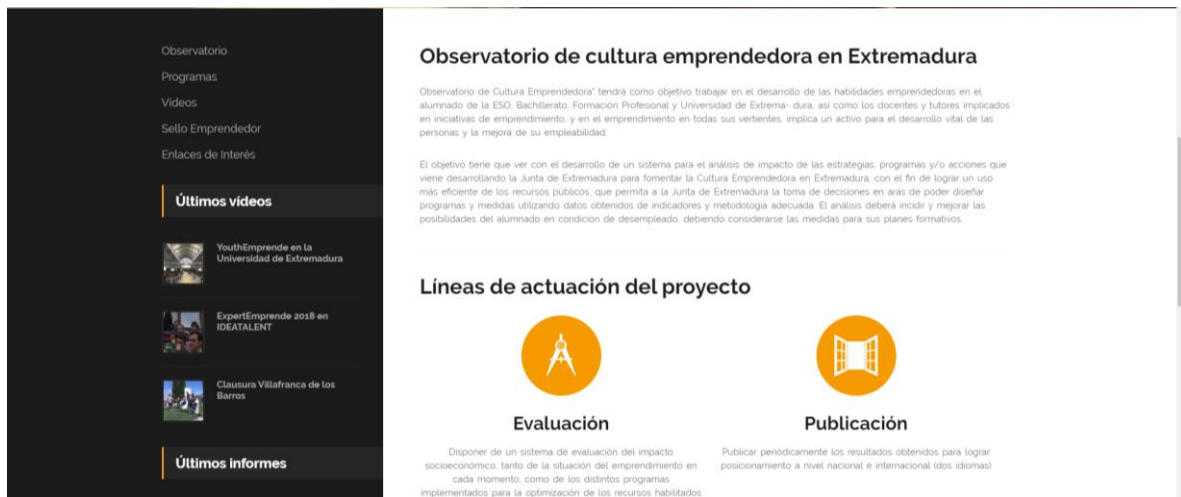 Observatorio
Programas
Vídeos
Sello Emprendedor
Enlaces de Interés
Últimos vídeos
YouthEmprende en la
Universidad de Extremadura
ExpertEmprende 2018 en
IDEATALENT
Clausura Villafranca de los
Barros
Últimos informes
Observatorio de cultura emprendedora en Extremadura
Observatorio de Cultura Emprendedora" tendrá como objetivo trabajar en el desarrollo de las habilidades emprendedoras en el
alumnado de la ESO, Bachillerato, Formación Profesional y Universidad de Extrema- dura, así como los docentes y tutores implicados
en iniciativas de emprendimiento, y en el emprendimiento en todas sus vertientes, implica un activo para el desarrollo vital de las
personas y la mejora de su empleabilidad.
El objetivo tiene que ver con el desarrollo de un sistema para el análisis de impacto de las estrategias, programas y/o acciones que
viene desarrollando la Junta de Extremadura para fomentar la Cultura Emprendedora en Extremadura, con el fin de lograr un uso
más eficiente de los recursos públicos, que permita a la Junta de Extremadura la toma de decisiones en aras de poder diseñar
programas y medidas utilizando datos obtenidos de indicadores y metodología adecuada. El análisis deberá incidir y mejorar las
posibilidades del alumnado en condición de desempleado, debiendo considerarse las medidas para sus planes formativos.
Líneas de actuación del proyecto
Evaluación
Disponer de un sistema de evaluación del impacto
socioeconómico, tanto de la situación del emprendimiento en
cada momento, como de los distintos programas
implementados para la optimización de los recursos habilitados
Publicación
Publicar periódicamente los resultados obtenidos para lograr
posicionamiento a nivel nacional e internacional (dos idiomas)